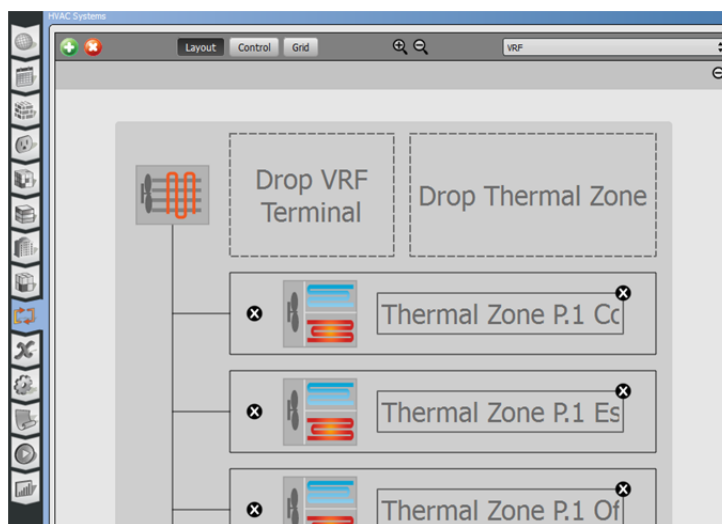 HVAC Systems
Layout Control Grid VRF
Drop VRF
Terminal
Drop Thermal Zone
Thermal Zone P.1 Co
Thermal Zone P.1 Es
Thermal Zone P.1 Of